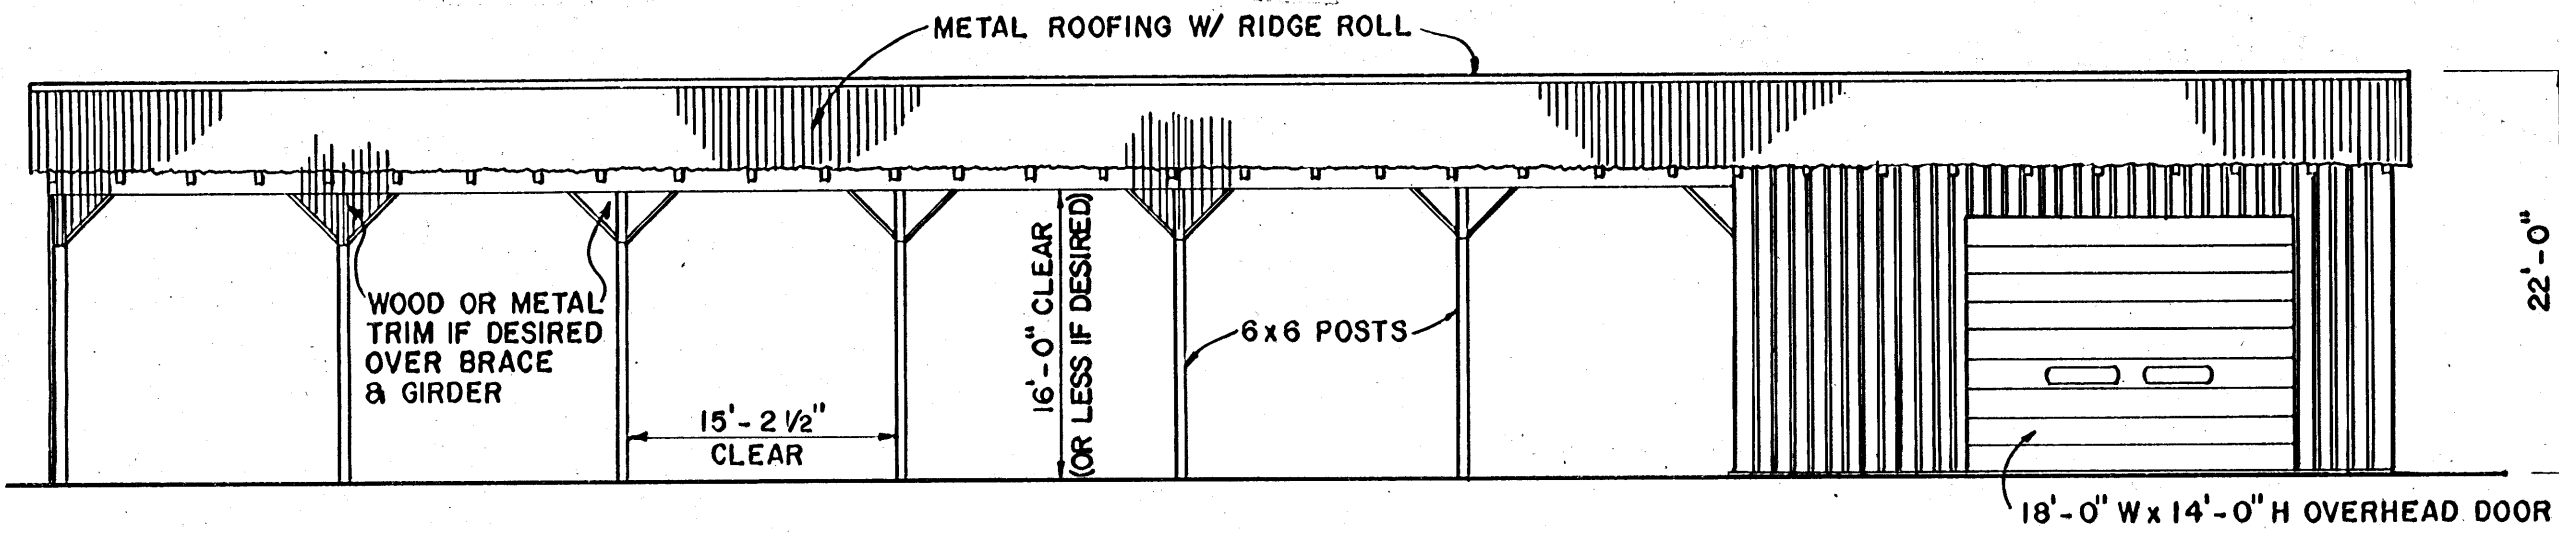 METAL ROOFING W/ RIDGE ROLL
WOOD OR METAL
TRIM IF DESIRED
OVER BRACE
& GIRDER
15'-2 1/2"
CLEAR
16'-0" CLEAR
(OR LESS IF DESIRED)
6x6 POSTS
22'-0"
18'-0" W x 14'-0" H OVERHEAD DOOR